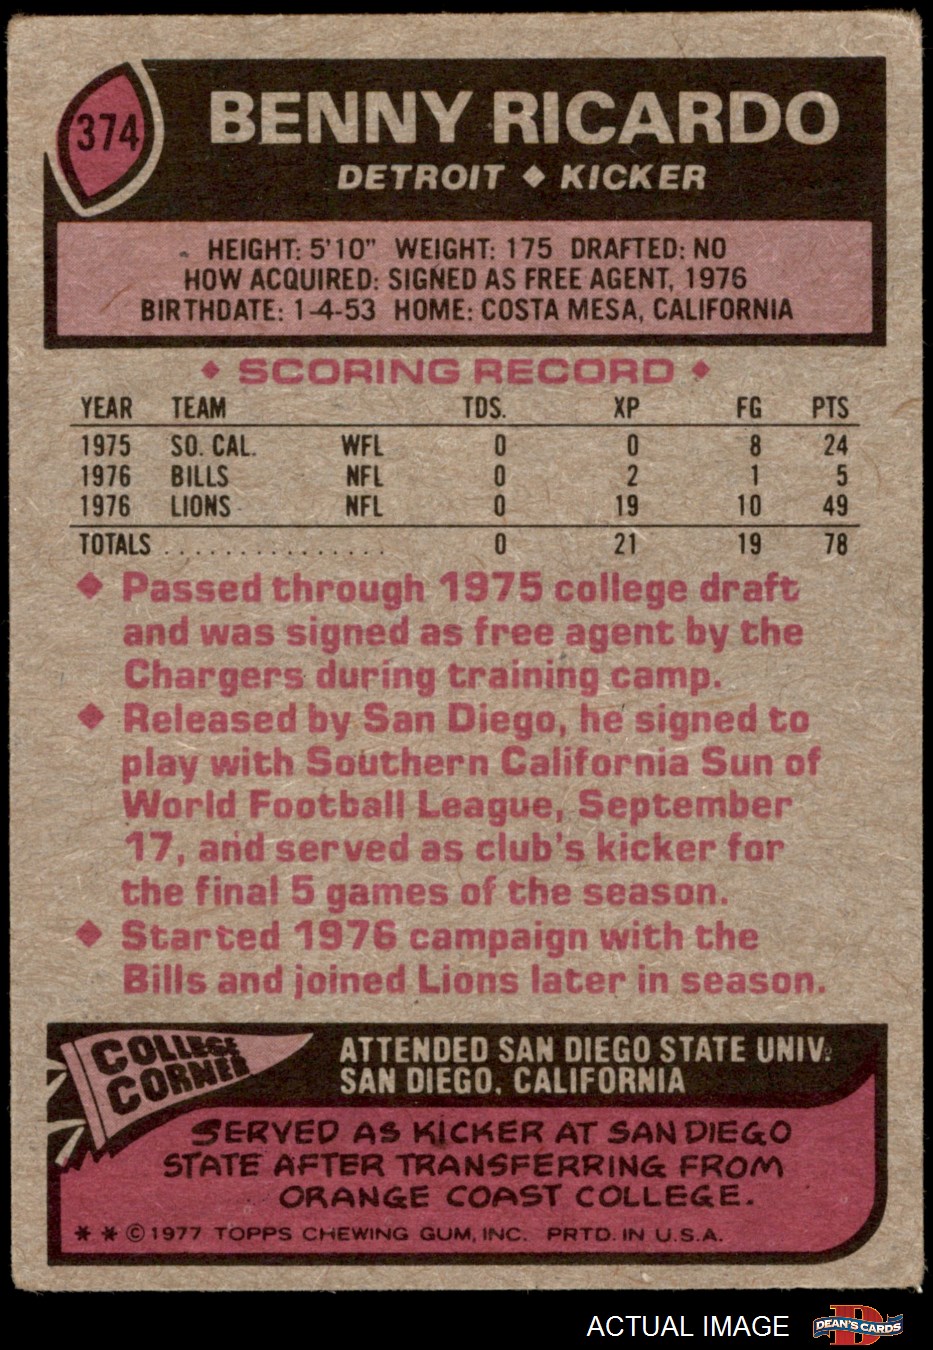 374
BENNY RICARDO
DETROIT ◆ KICKER
HEIGHT: 5'10" WEIGHT: 175 DRAFTED: NO
HOW ACQUIRED: SIGNED AS FREE AGENT, 1976
BIRTHDATE: 1-4-53 HOME: COSTA MESA, CALIFORNIA
◆ SCORING RECORD ◆
YEAR TEAM TDS. XP FG PTS
1975 SO. CAL. WFL 0 0 8 24
1976 BILLS NFL 0 2 1 5
1976 LIONS NFL 0 19 10 49
TOTALS . . . . . . . . . . . . . . . 0 21 19 78
◆ Passed through 1975 college draft
and was signed as free agent by the
Chargers during training camp.
◆ Released by San Diego, he signed to
play with Southern California Sun of
World Football League, September
17, and served as club's kicker for
the final 5 games of the season.
◆ Started 1976 campaign with the
Bills and joined Lions later in season.
COLLEGE
CORNER
ATTENDED SAN DIEGO STATE UNIV.
SAN DIEGO, CALIFORNIA
SERVED AS KICKER AT SAN DIEGO
STATE AFTER TRANSFERRING FROM
ORANGE COAST COLLEGE.
* * © 1977 TOPPS CHEWING GUM, INC. PRTD. IN U.S.A.
ACTUAL IMAGE
D
DEAN'S CARDS